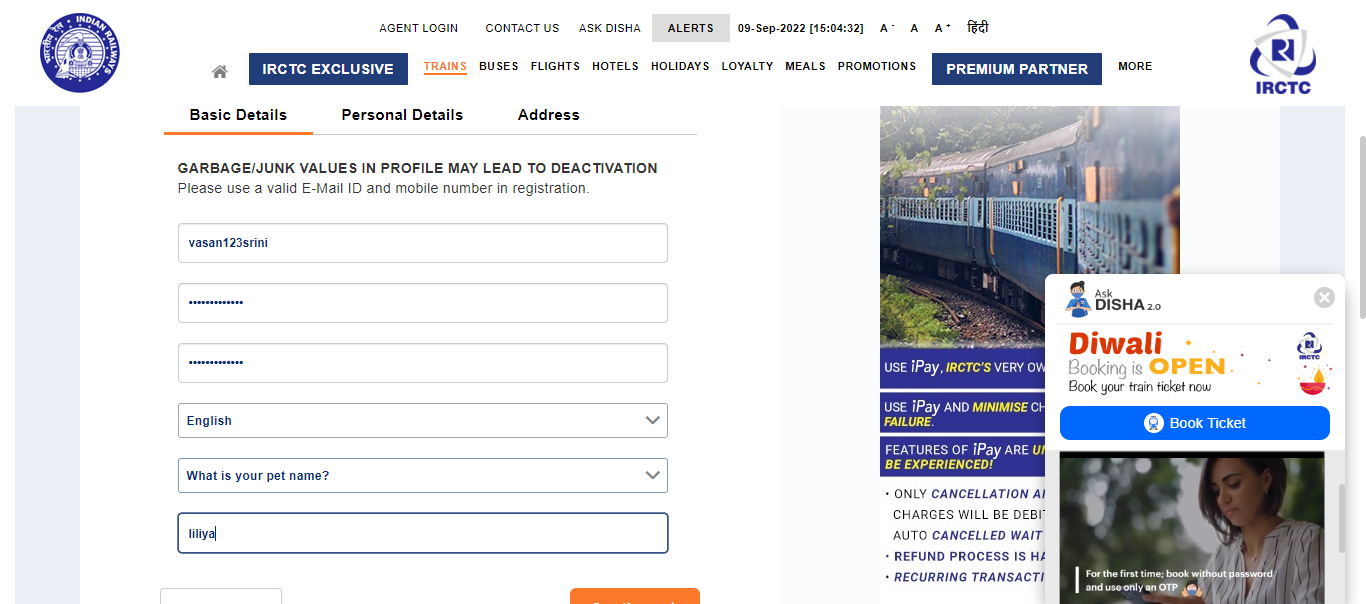 AGENT LOGIN CONTACT US ASK DISHA ALERTS 09-Sep-2022 [15:04:32] A - A A + हिंदी
IRCTC EXCLUSIVE TRAINS BUSES FLIGHTS HOTELS HOLIDAYS LOYALTY MEALS PROMOTIONS PREMIUM PARTNER MORE
भारतीय रेल INDIAN RAILWAYS
IRCTC
Basic Details Personal Details Address
GARBAGE/JUNK VALUES IN PROFILE MAY LEAD TO DEACTIVATION
Please use a valid E-Mail ID and mobile number in registration.
vasan123srini
•••••••••••••
•••••••••••••
English
What is your pet name?
liliya
USE iPay, IRCTC'S VERY OW
USE iPay AND MINIMISE CH
FAILURE.
FEATURES OF iPay ARE U
BE EXPERIENCED!
• ONLY CANCELLATION A
CHARGES WILL BE DEBI
AUTO CANCELLED WAIT
• REFUND PROCESS IS HA
• RECURRING TRANSACTI
Ask
DISHA 2.0
Diwali
IRCTC
Booking is OPEN
Book your train ticket now
Book Ticket
For the first time; book without password
and use only an OTP